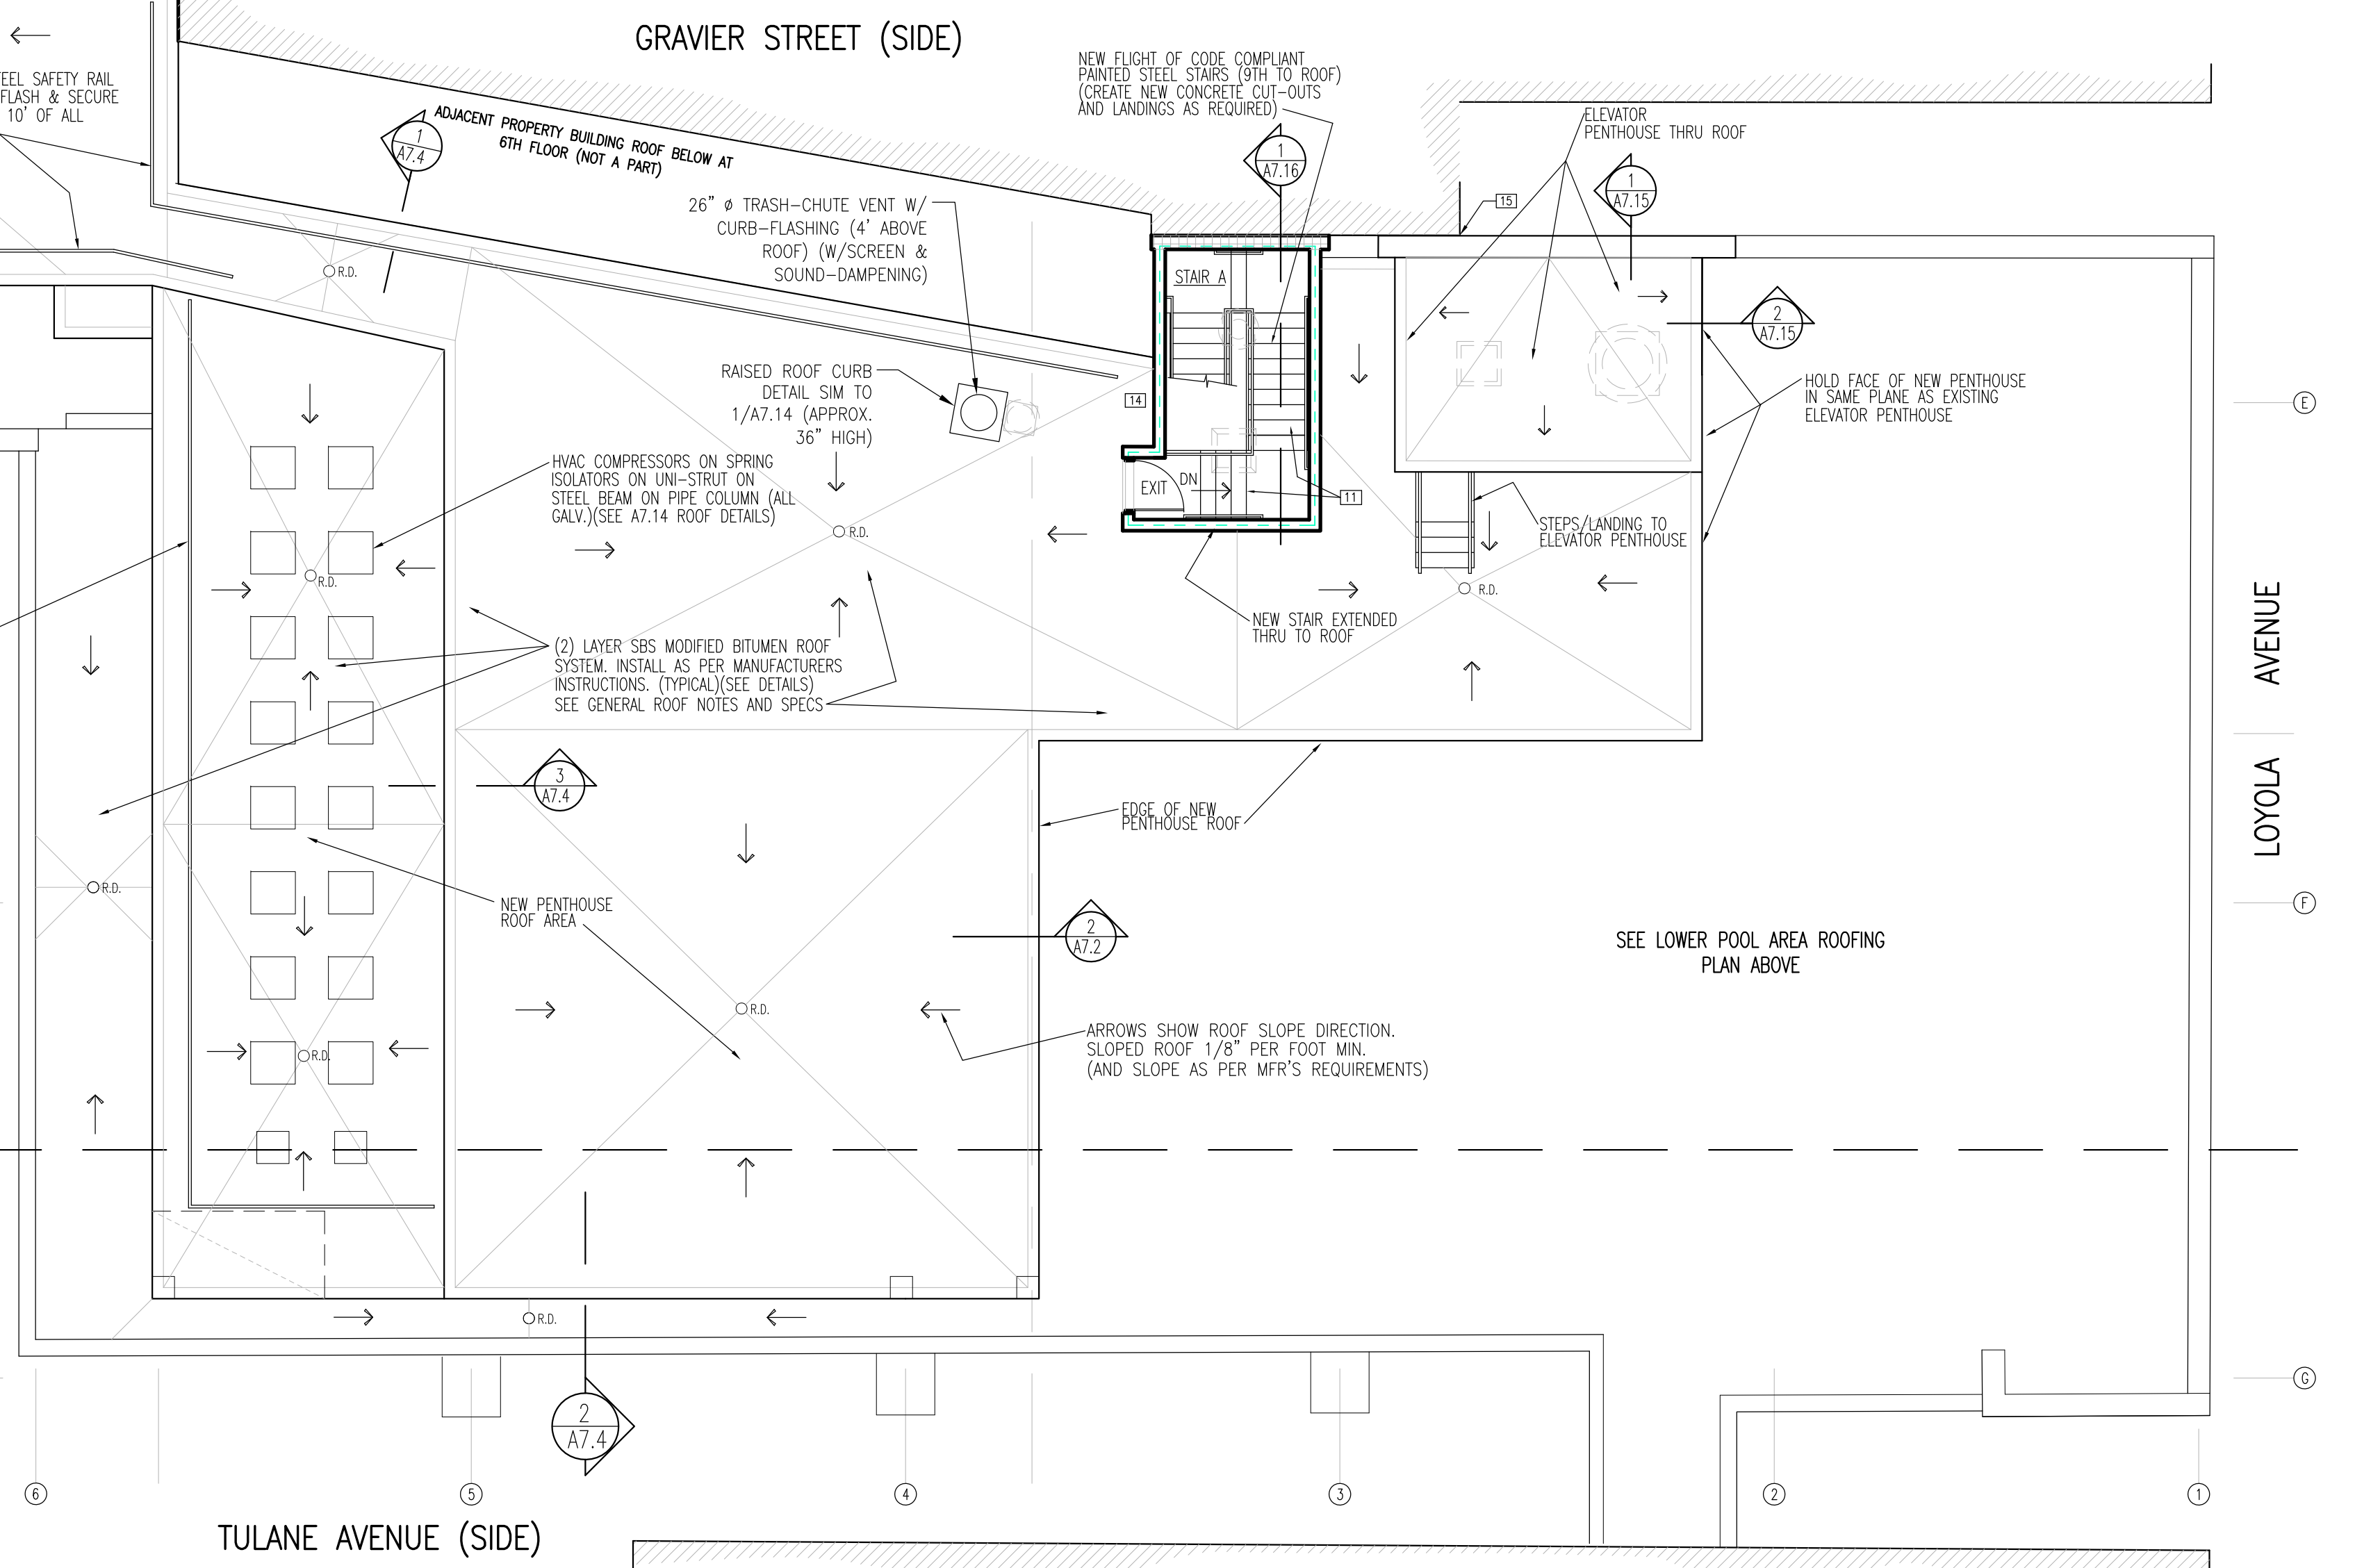 GRAVIER STREET (SIDE)
TEEL SAFETY RAIL
FLASH & SECURE
10' OF ALL
1
A7.4
ADJACENT PROPERTY BUILDING ROOF BELOW AT
6TH FLOOR (NOT A PART)
NEW FLIGHT OF CODE COMPLIANT
PAINTED STEEL STAIRS (9TH TO ROOF)
(CREATE NEW CONCRETE CUT-OUTS
AND LANDINGS AS REQUIRED)
1
A7.16
ELEVATOR
PENTHOUSE THRU ROOF
1
A7.15
15
26" Ø TRASH-CHUTE VENT W/
CURB-FLASHING (4' ABOVE
ROOF) (W/SCREEN &
SOUND-DAMPENING)
R.D.
STAIR A
2
A7.15
RAISED ROOF CURB
DETAIL SIM TO
1/A7.14 (APPROX.
36" HIGH)
14
HOLD FACE OF NEW PENTHOUSE
IN SAME PLANE AS EXISTING
ELEVATOR PENTHOUSE
E
HVAC COMPRESSORS ON SPRING
ISOLATORS ON UNI-STRUT ON
STEEL BEAM ON PIPE COLUMN (ALL
GALV.)(SEE A7.14 ROOF DETAILS)
EXIT
DN
11
R.D.
STEPS/LANDING TO
ELEVATOR PENTHOUSE
R.D.
R.D.
NEW STAIR EXTENDED
THRU TO ROOF
(2) LAYER SBS MODIFIED BITUMEN ROOF
SYSTEM. INSTALL AS PER MANUFACTURERS
INSTRUCTIONS. (TYPICAL)(SEE DETAILS)
SEE GENERAL ROOF NOTES AND SPECS
LOYOLA AVENUE
3
A7.4
EDGE OF NEW
PENTHOUSE ROOF
R.D.
NEW PENTHOUSE
ROOF AREA
2
A7.2
F
SEE LOWER POOL AREA ROOFING
PLAN ABOVE
R.D.
ARROWS SHOW ROOF SLOPE DIRECTION.
SLOPED ROOF 1/8" PER FOOT MIN.
(AND SLOPE AS PER MFR'S REQUIREMENTS)
R.D.
R.D.
G
2
A7.4
6
5
4
3
2
1
TULANE AVENUE (SIDE)